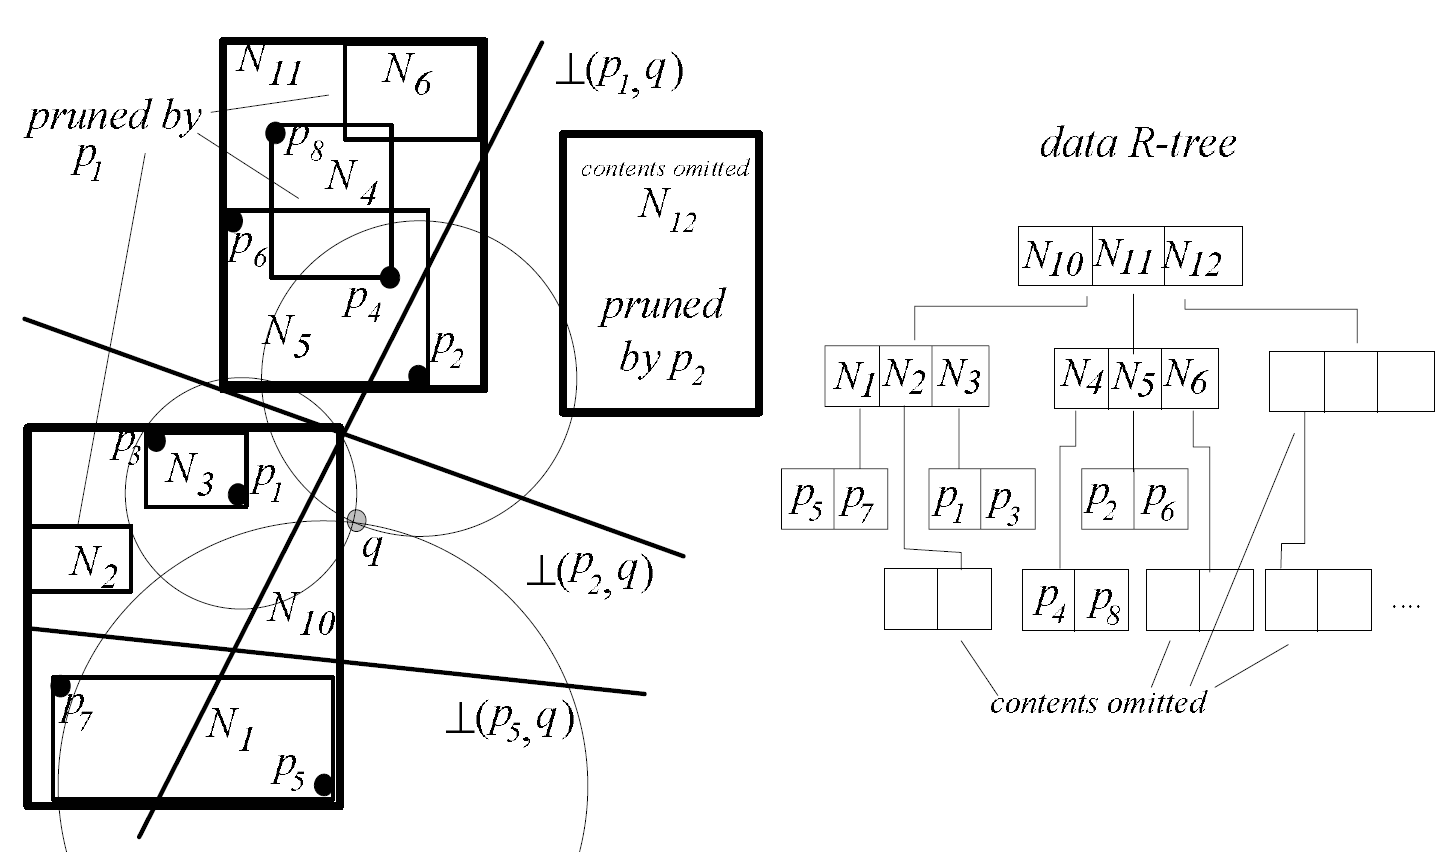 N11
N6
⊥(p1,q)
pruned by
p1
p8
N4
p6
p4
N5
p2
contents omitted
N12
pruned
by p2
p3
N3
p1
N2
q
N10
⊥(p2,q)
p7
N1
p5
⊥(p5,q)
data R-tree
N10 N11 N12
N1 N2 N3
N4 N5 N6
p5 p7
p1 p3
p2 p6
p4 p8
....
contents omitted